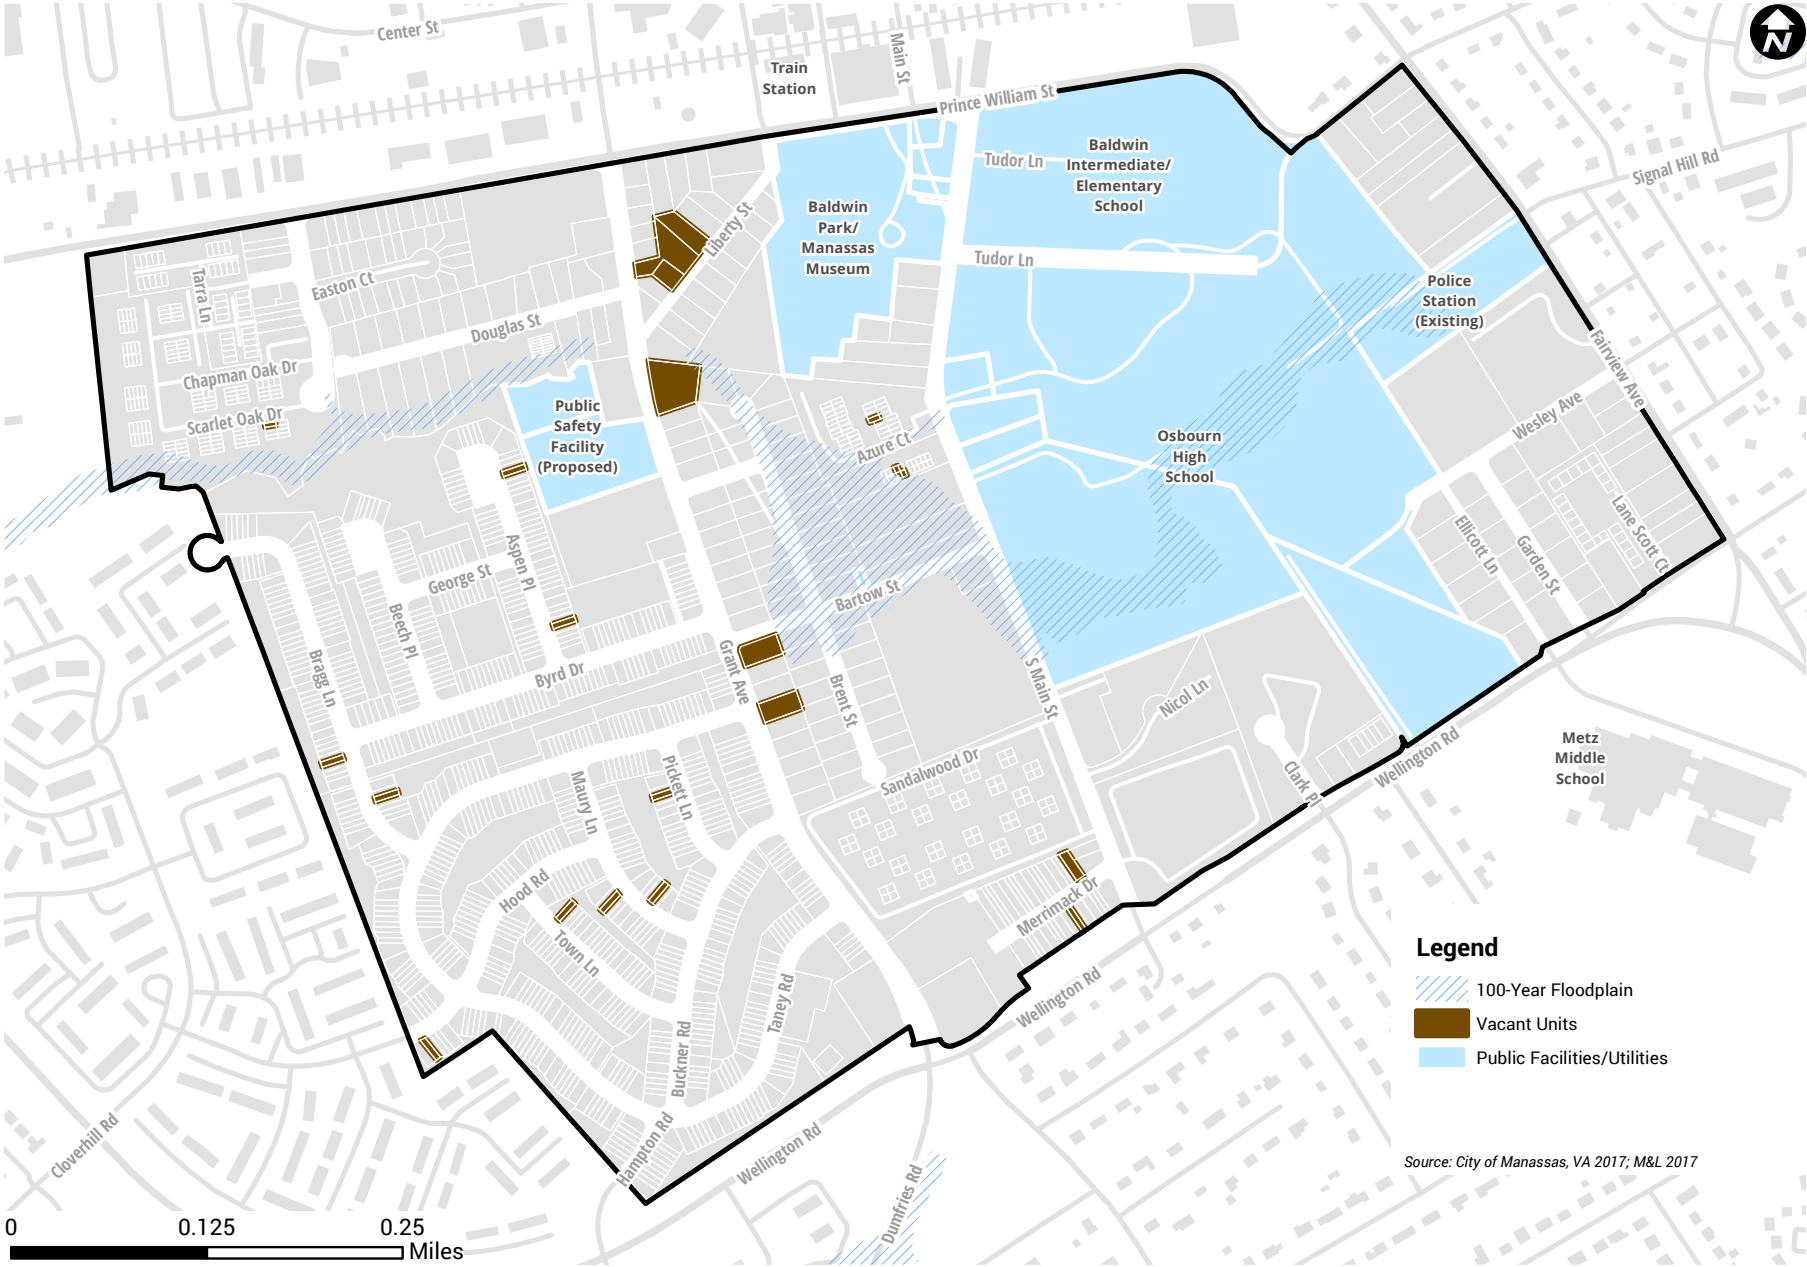 Center St
Main St
N
Train
Station
Prince William St
Tudor Ln
Baldwin
Intermediate/
Elementary
School
Signal Hill Rd
Baldwin
Park/
Manassas
Museum
Liberty St
Tudor Ln
Tarra Ln
Easton Ct
Police
Station
(Existing)
Douglas St
Fairview Ave
Chapman Oak Dr
Scarlet Oak Dr
Public
Safety
Facility
(Proposed)
Azure Ct
Osbourn
High
School
Wesley Ave
Lane Scott Ct
Ellicott Ln
Garden St
Aspen Pl
George St
Beech Pl
Bartow St
Bragg Ln
Byrd Dr
Grant Ave
Brent St
S Main St
Nicol Ln
Metz
Middle
School
Wellington Rd
Sandalwood Dr
Clark Pl
Pickett Ln
Maury Ln
Hood Rd
Merrimack Dr
Town Ln
Taney Rd
Wellington Rd
Buckner Rd
Hampton Rd
Wellington Rd
Cloverhill Rd
Dumfries Rd
Legend
100-Year Floodplain
Vacant Units
Public Facilities/Utilities
Source: City of Manassas, VA 2017; M&L 2017
0 0.125 0.25
Miles